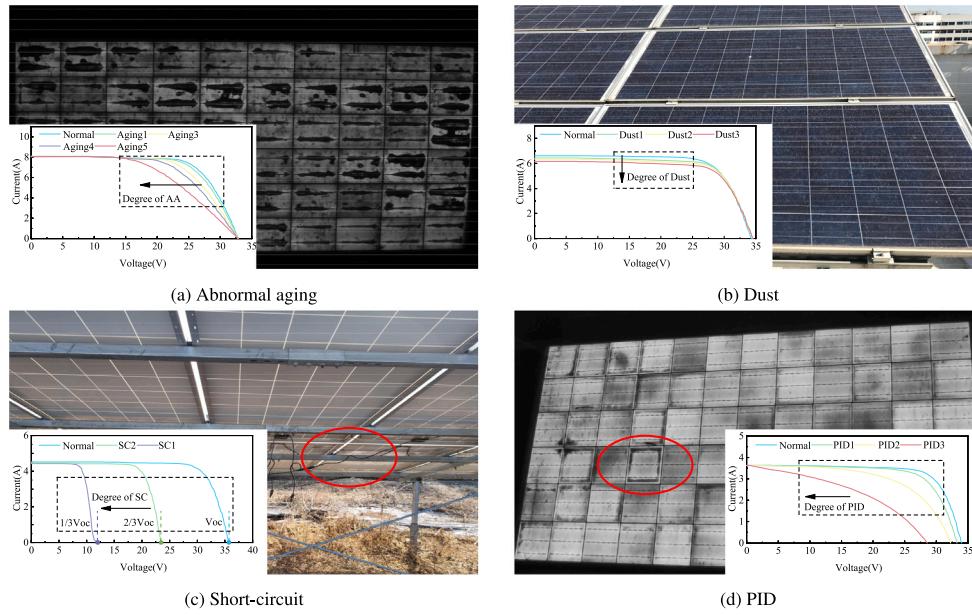 Normal Aging1 Aging3
Aging4 Aging5
Degree of AA
Current(A)
10
8
6
4
2
0
0 5 10 15 20 25 30 35
Voltage(V)
(a) Abnormal aging
Normal Dust1 Dust2 Dust3
Degree of Dust
Current(A)
8
6
4
2
0
0 5 10 15 20 25 30 35
Voltage(V)
(b) Dust
Normal SC2 SC1
Degree of SC
1/3Voc 2/3Voc Voc
Current(A)
6
4
2
0
0 5 10 15 20 25 30 35 40
Voltage(V)
(c) Short-circuit
Normal PID1 PID2 PID3
Degree of PID
Current(A)
5
4
3
2
1
0
0 5 10 15 20 25 30 35
Voltage(V)
(d) PID